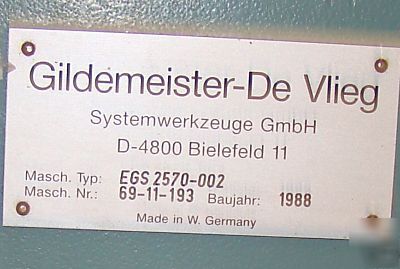 Gildemeister-De Vlieg
Systemwerkzeuge GmbH
D-4800 Bielefeld 11
Masch. Typ: EGS 2570-002
Masch. Nr.: 69-11-193 Baujahr: 1988
Made in W. Germany